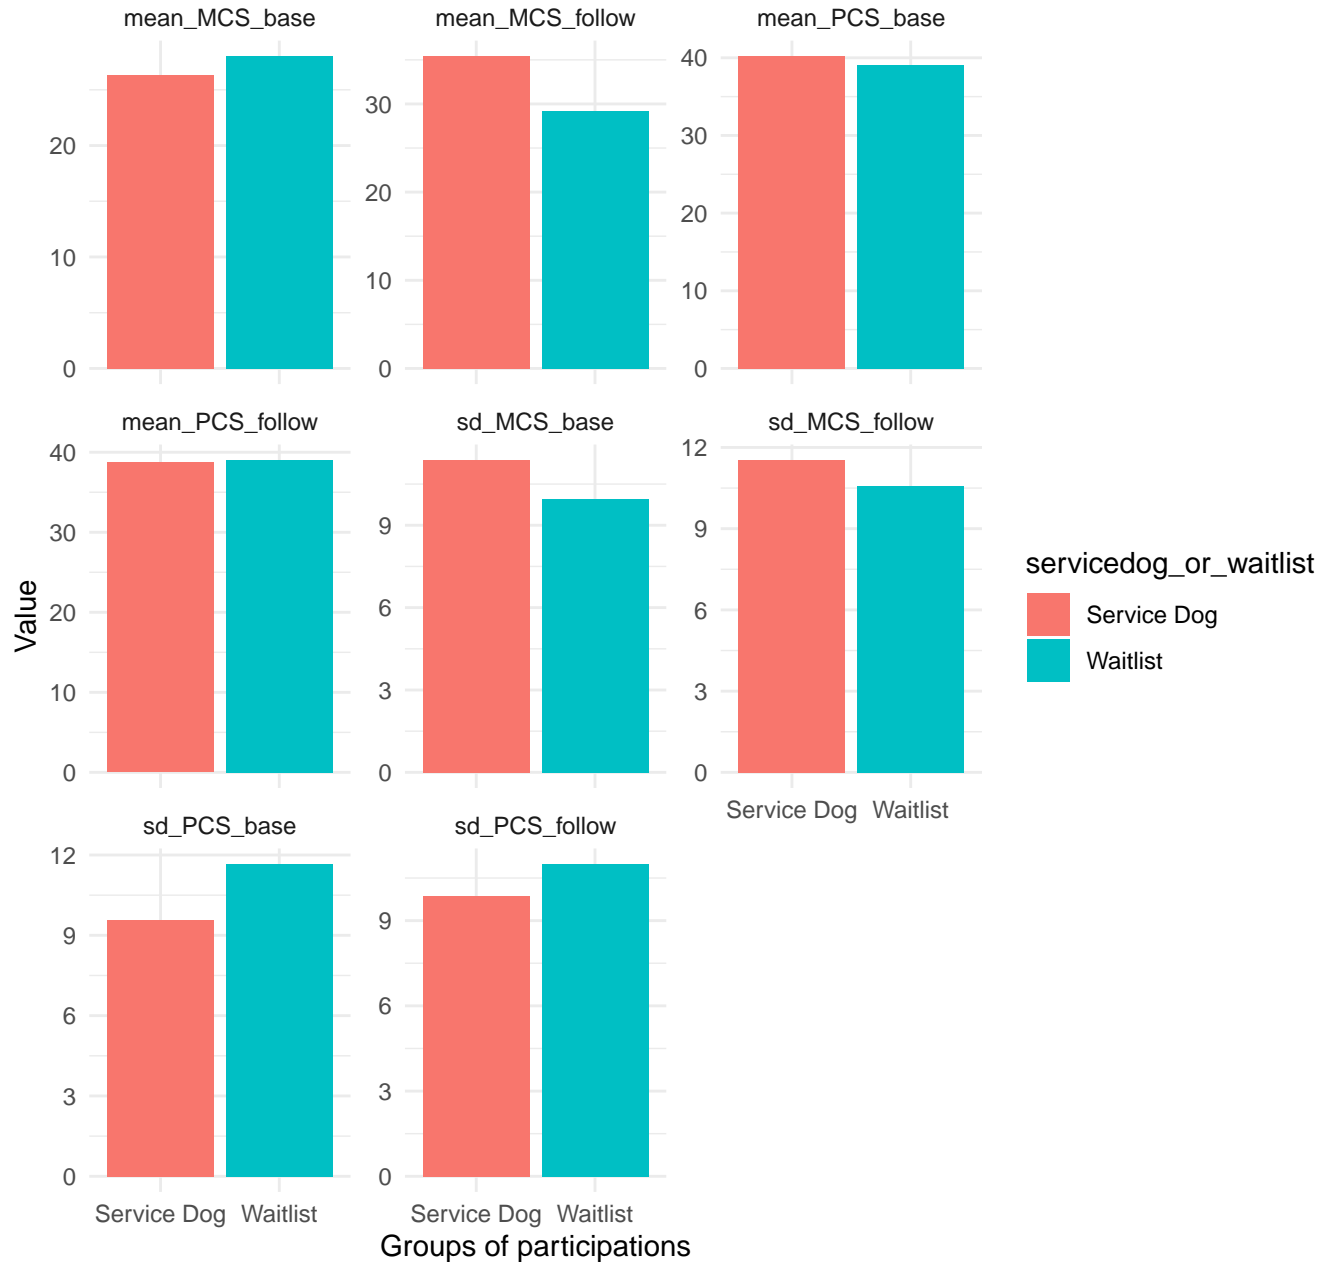 mean_MCS_base
mean_MCS_follow
mean_PCS_base
20
10
0
30
20
10
0
40
30
20
10
0
mean_PCS_follow
sd_MCS_base
sd_MCS_follow
40
30
20
10
0
9
6
3
0
12
9
6
3
0
Service Dog Waitlist
sd_PCS_base
sd_PCS_follow
12
9
6
3
0
9
6
3
0
Service Dog Waitlist
Service Dog Waitlist
Groups of participations
Value
servicedog_or_waitlist
Service Dog
Waitlist